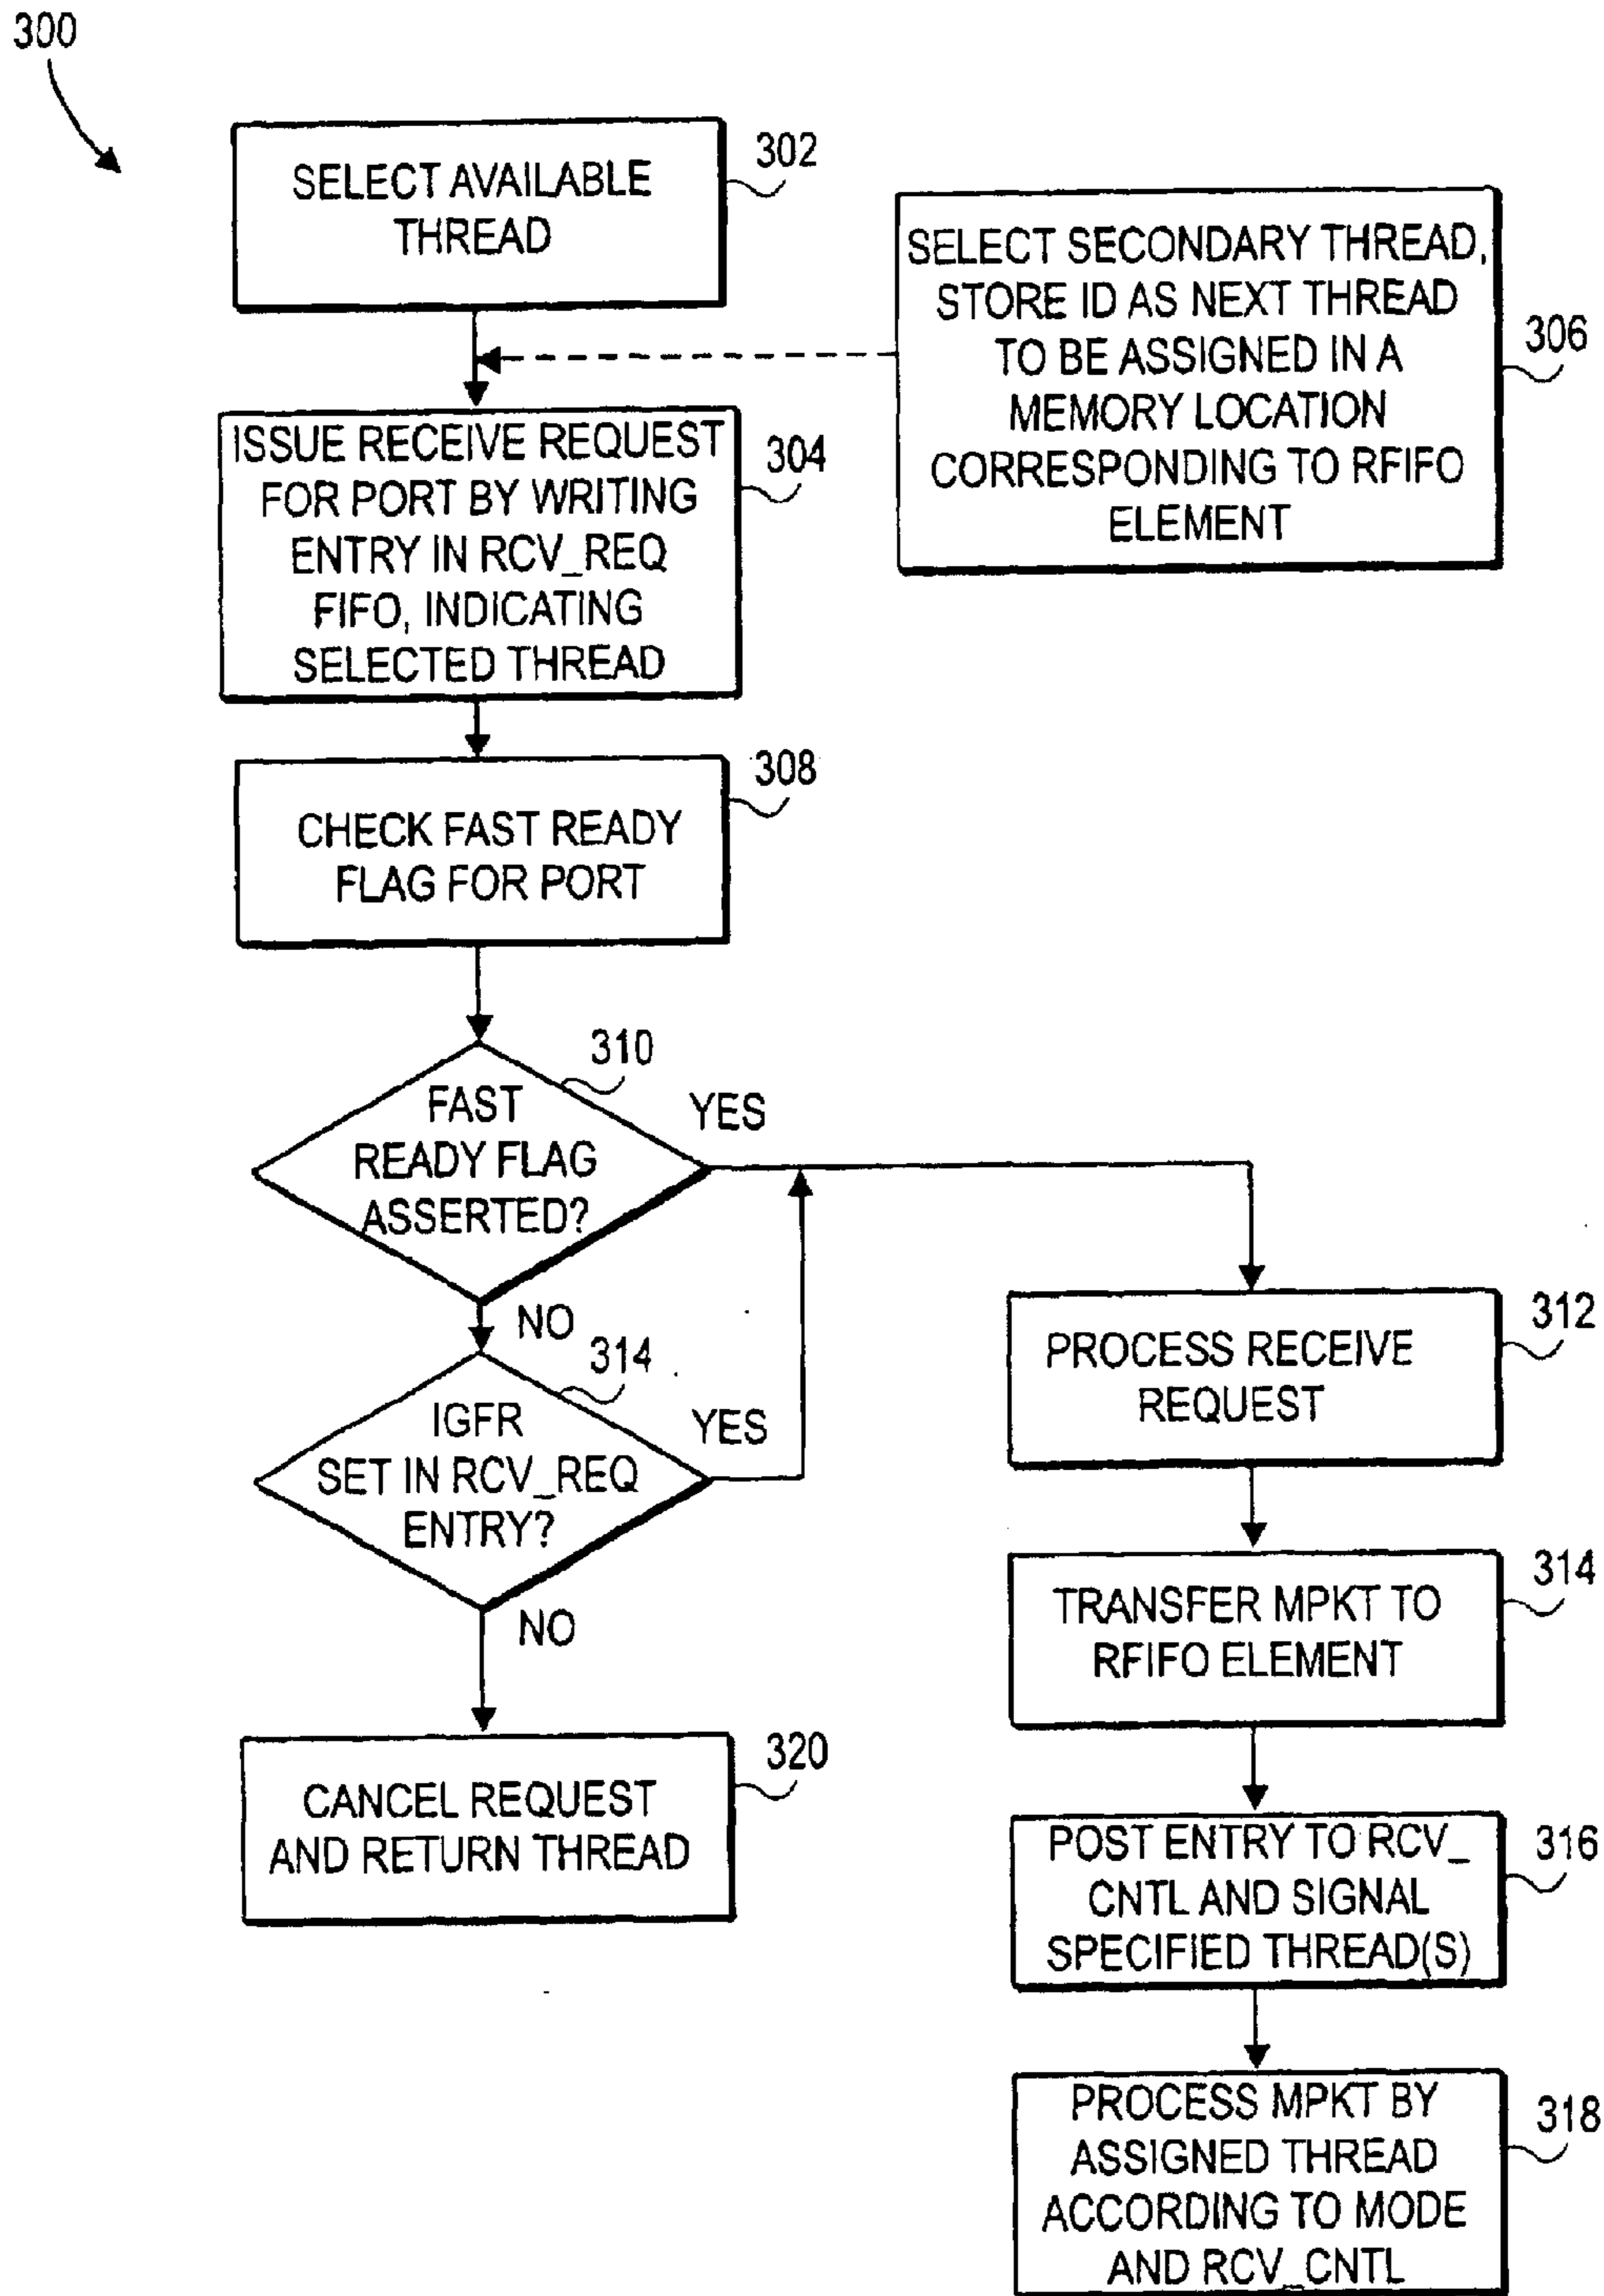 300
SELECT AVAILABLE
THREAD
302
SELECT SECONDARY THREAD,
STORE ID AS NEXT THREAD
TO BE ASSIGNED IN A
MEMORY LOCATION
CORRESPONDING TO RFIFO
ELEMENT
306
ISSUE RECEIVE REQUEST
FOR PORT BY WRITING
ENTRY IN RCV_REQ
FIFO, INDICATING
SELECTED THREAD
304
CHECK FAST READY
FLAG FOR PORT
308
FAST
READY FLAG
ASSERTED?
310
YES
NO
IGFR
SET IN RCV_REQ
ENTRY?
314
YES
NO
CANCEL REQUEST
AND RETURN THREAD
320
PROCESS RECEIVE
REQUEST
312
TRANSFER MPKT TO
RFIFO ELEMENT
314
POST ENTRY TO RCV_
CNTL AND SIGNAL
SPECIFIED THREAD(S)
316
PROCESS MPKT BY
ASSIGNED THREAD
ACCORDING TO MODE
AND RCV_CNTL
318